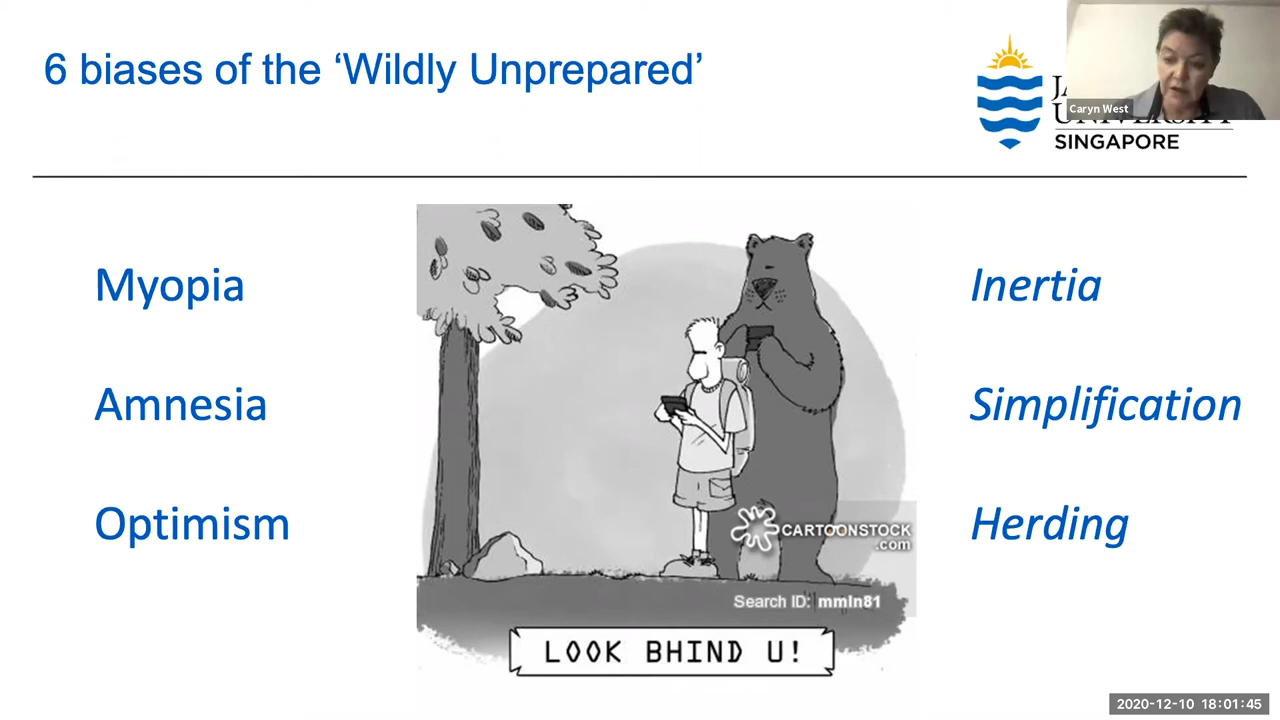 6 biases of the ‘Wildly Unprepared’
Caryn West
SINGAPORE
Myopia
Amnesia
Optimism
Inertia
Simplification
Herding
CARTOONSTOCK
.com
Search ID: mmln81
LOOK BHIND U!
2020-12-10 18:01:45